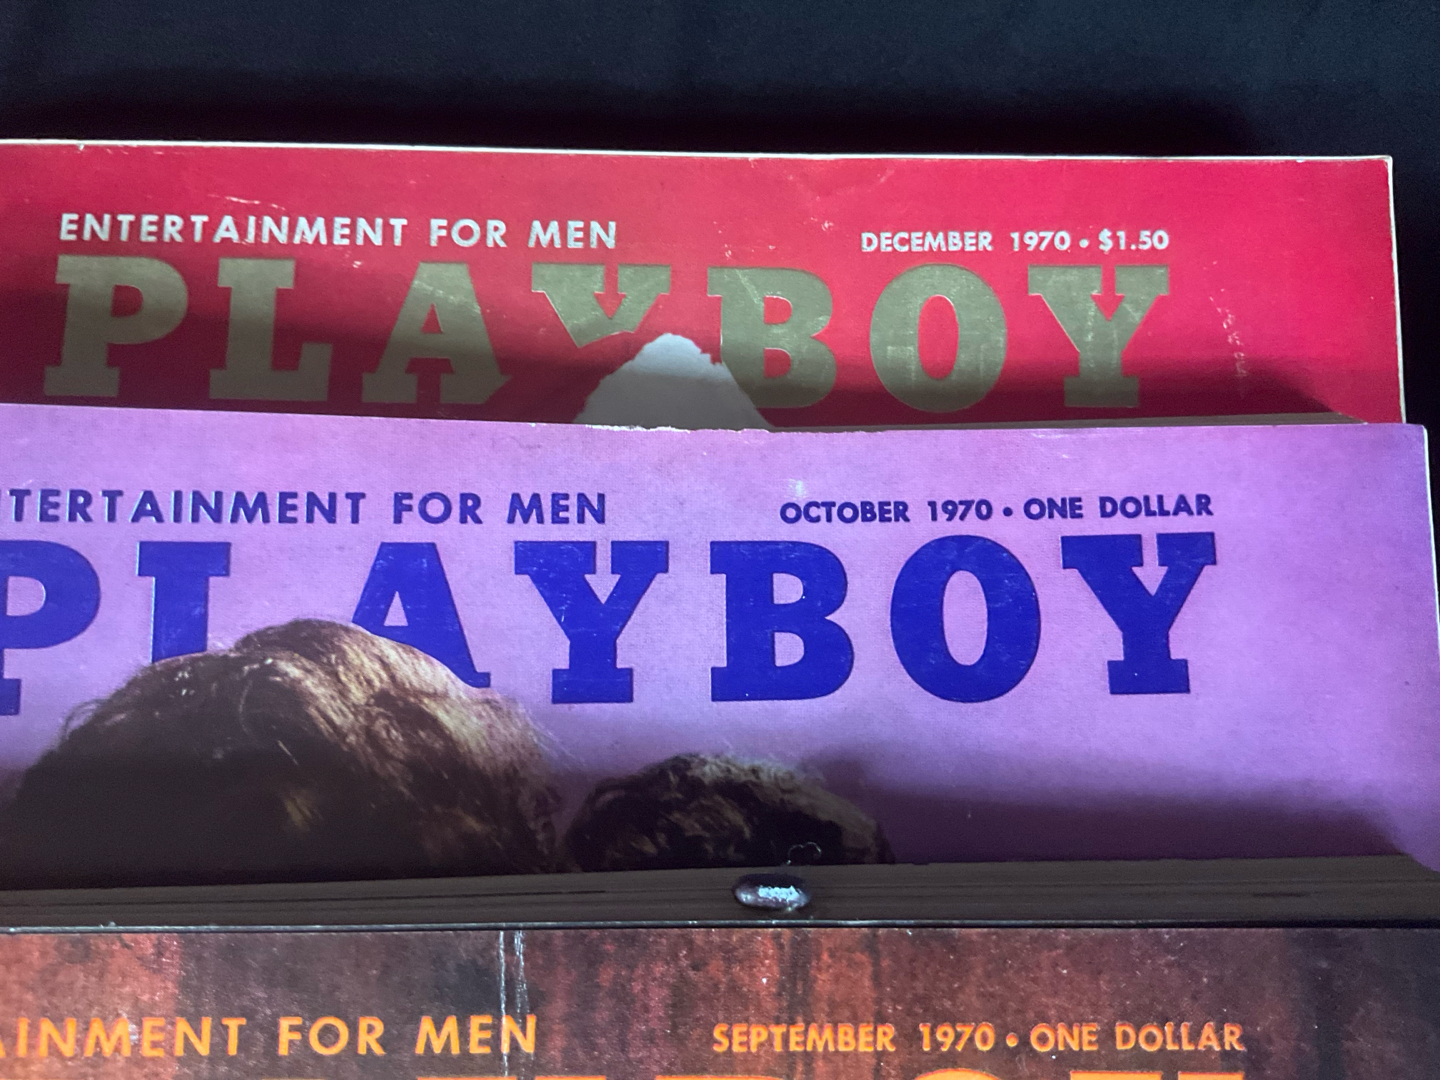 ENTERTAINMENT FOR MEN DECEMBER 1970 • $1.50
PLAYBOY
TERTAINMENT FOR MEN OCTOBER 1970 • ONE DOLLAR
PLAYBOY
AINMENT FOR MEN SEPTEMBER 1970 • ONE DOLLAR